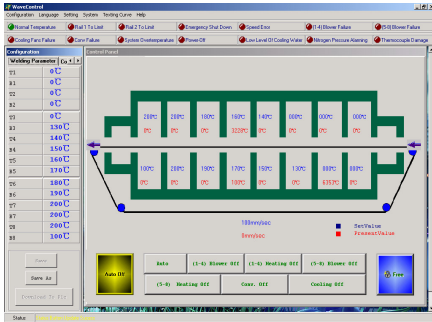 WaveControl
Configuration Language Setting System Testing Curve Help
Normal Temperature Rail 1 To Limit Rail 2 To Limit Emergency Shut Down Speed Error (1-4) Blower Failure (5-8) Blower Failure
Cooling Fans Failure Conv Failure System Overtemperature Power-Off Low Level Of Cooling Water Nitrogen Pressure Alarming Thermocouple Damage
Configuration
Welding Parameter Co
T1 0℃
B1 0℃
T2 0℃
B2 0℃
T3 0℃
B3 130℃
T4 140℃
B4 150℃
T5 160℃
B5 170℃
T6 180℃
B6 190℃
T7 200℃
B7 200℃
T8 200℃
B8 100℃
Save
Save As
Download To Plc
Status
Control Panel
200℃ 200℃ 180℃ 160℃ 140℃ 000℃ 000℃ 000℃
0℃ 0℃ 0℃ 3220℃ 0℃ 0℃ 0℃ 0℃
100℃ 200℃ 190℃ 170℃ 150℃ 130℃ 000℃ 000℃
0℃ 0℃ 0℃ 0℃ 0℃ 0℃
100mm/sec
0mm/sec
SetValue
PresentValue
Auto Off
Auto (1-4) Blower Off (1-4) Heating Off (5-8) Blower Off
(5-8) Heating Off Conv. Off Cooling Off
Free